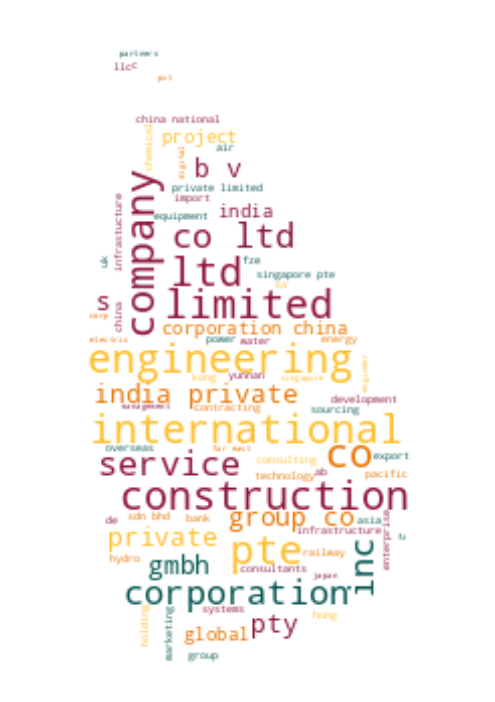 partners
llc
pvt
china national
chemical
project
air
digital
b v
private limited
import
company
infrastucture
equipment
india
co ltd
uk
ltd
fze
singapore pte
sa
s
limited
china
corp
corporation china
electric
power
water
energy
engineering
engineer
kong
yunnan
singapore
india private
development
management
contracting
sourcing
international
overseas
far east
co
export
service
consulting
technology
ab
pacific
construction
de
sdn bhd
bank
group co
asia
infrastructure
enterprise
private
pte
railway
hydro
gmbh
consultants
japan
inc
corporation
holding
marketing
systems
hong
global
pty
group